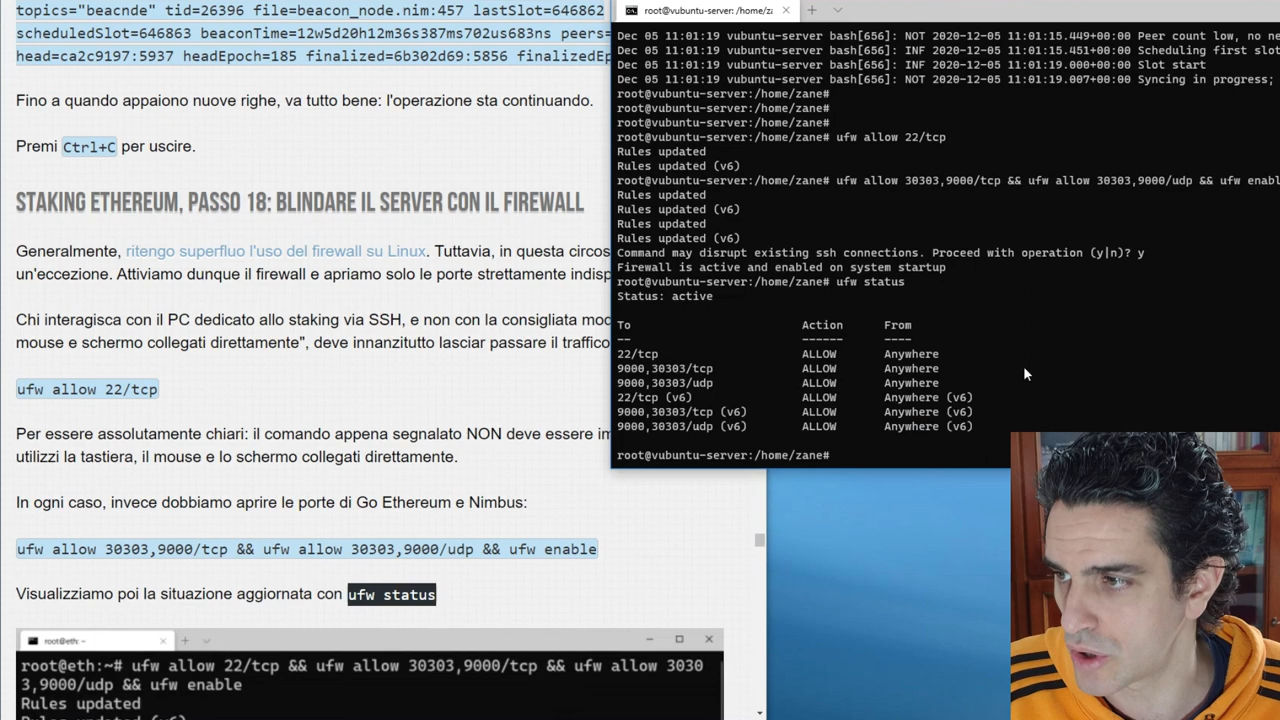 topics="beacnde" tid=26396 file=beacon_node.nim:457 lastSlot=646862
scheduledSlot=646863 beaconTime=12w5d20h12m36s387ms702us683ns peers=
head=ca2c9197:5937 headEpoch=185 finalized=6b302d69:5856 finalizedEp
Fino a quando appaiono nuove righe, va tutto bene: l'operazione sta continuando.
Premi Ctrl+C per uscire.
STAKING ETHEREUM, PASSO 18: BLINDARE IL SERVER CON IL FIREWALL
Generalmente, ritengo superfluo l'uso del firewall su Linux. Tuttavia, in questa circos
un'eccezione. Attiviamo dunque il firewall e apriamo solo le porte strettamente indisp
Chi interagisca con il PC dedicato allo staking via SSH, e non con la consigliata mod
mouse e schermo collegati direttamente", deve innanzitutto lasciar passare il traffico
ufw allow 22/tcp
Per essere assolutamente chiari: il comando appena segnalato NON deve essere im
utilizzi la tastiera, il mouse e lo schermo collegati direttamente.
In ogni caso, invece dobbiamo aprire le porte di Go Ethereum e Nimbus:
ufw allow 30303,9000/tcp && ufw allow 30303,9000/udp && ufw enable
Visualizziamo poi la situazione aggiornata con ufw status
root@eth: ~
root@eth:~# ufw allow 22/tcp && ufw allow 30303,9000/tcp && ufw allow 3030
3,9000/udp && ufw enable
Rules updated
Rules updated (v6)
root@vubuntu-server: /home/za
Dec 05 11:01:19 vubuntu-server bash[656]: NOT 2020-12-05 11:01:15.449+00:00 Peer count low, no ne
Dec 05 11:01:19 vubuntu-server bash[656]: INF 2020-12-05 11:01:15.451+00:00 Scheduling first slot
Dec 05 11:01:19 vubuntu-server bash[656]: INF 2020-12-05 11:01:19.000+00:00 Slot start
Dec 05 11:01:19 vubuntu-server bash[656]: NOT 2020-12-05 11:01:19.007+00:00 Syncing in progress;
root@vubuntu-server:/home/zane#
root@vubuntu-server:/home/zane#
root@vubuntu-server:/home/zane#
root@vubuntu-server:/home/zane# ufw allow 22/tcp
Rules updated
Rules updated (v6)
root@vubuntu-server:/home/zane# ufw allow 30303,9000/tcp && ufw allow 30303,9000/udp && ufw enabl
Rules updated
Rules updated (v6)
Rules updated
Rules updated (v6)
Command may disrupt existing ssh connections. Proceed with operation (y|n)? y
Firewall is active and enabled on system startup
root@vubuntu-server:/home/zane# ufw status
Status: active
To Action From
-- ------ ----
22/tcp ALLOW Anywhere
9000,30303/tcp ALLOW Anywhere
9000,30303/udp ALLOW Anywhere
22/tcp (v6) ALLOW Anywhere (v6)
9000,30303/tcp (v6) ALLOW Anywhere (v6)
9000,30303/udp (v6) ALLOW Anywhere (v6)
root@vubuntu-server:/home/zane#